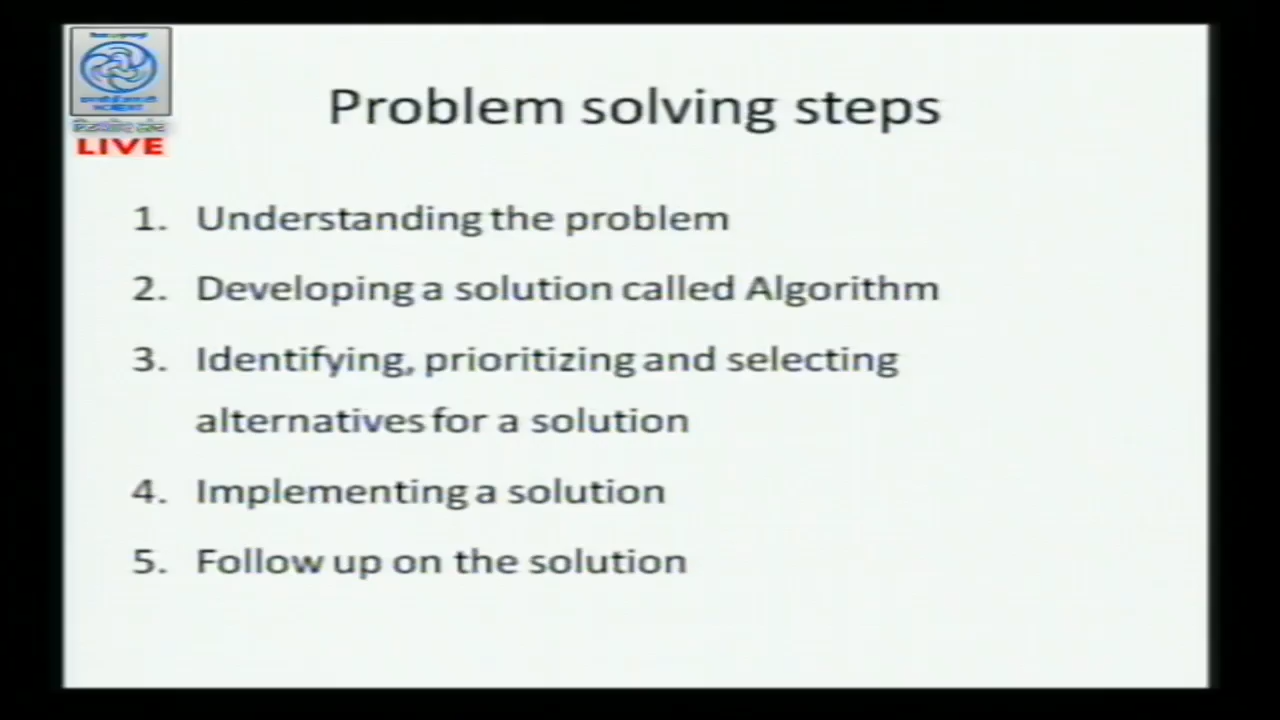 LIVE
Problem solving steps
1. Understanding the problem
2. Developing a solution called Algorithm
3. Identifying, prioritizing and selecting
alternatives for a solution
4. Implementing a solution
5. Follow up on the solution